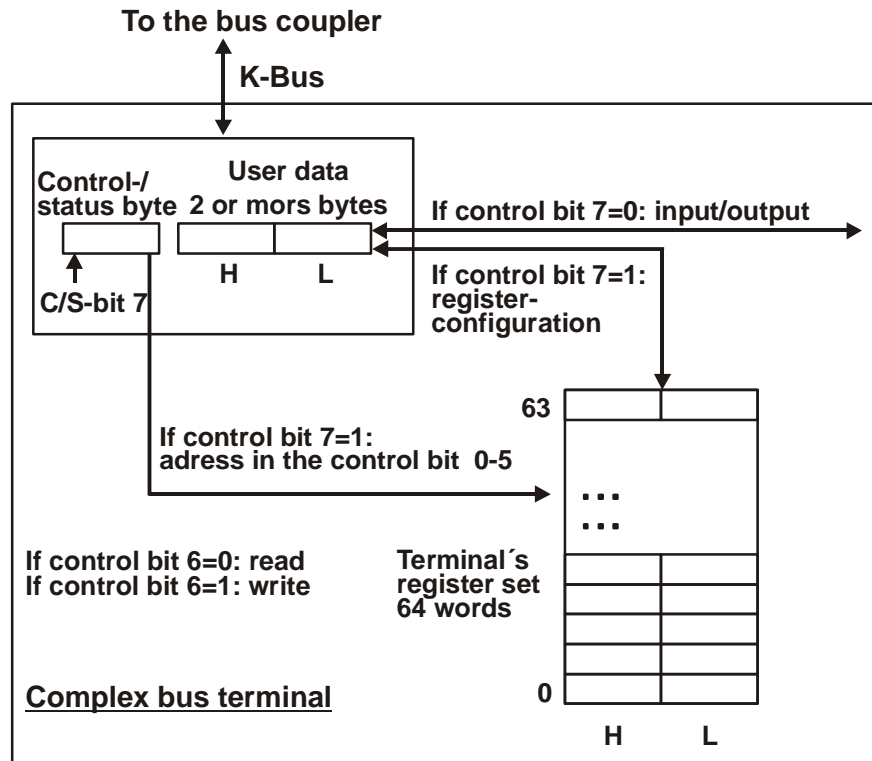 To the bus coupler
K-Bus
User data
Control-/
status byte
2 or mors bytes
H
L
C/S-bit 7
If control bit 7=0: input/output
If control bit 7=1:
register-
configuration
63
If control bit 7=1:
adress in the control bit  0-5
...
...
If control bit 6=0: read
If control bit 6=1: write
Terminal´s
register set
64 words
0
Complex bus terminal
H
L